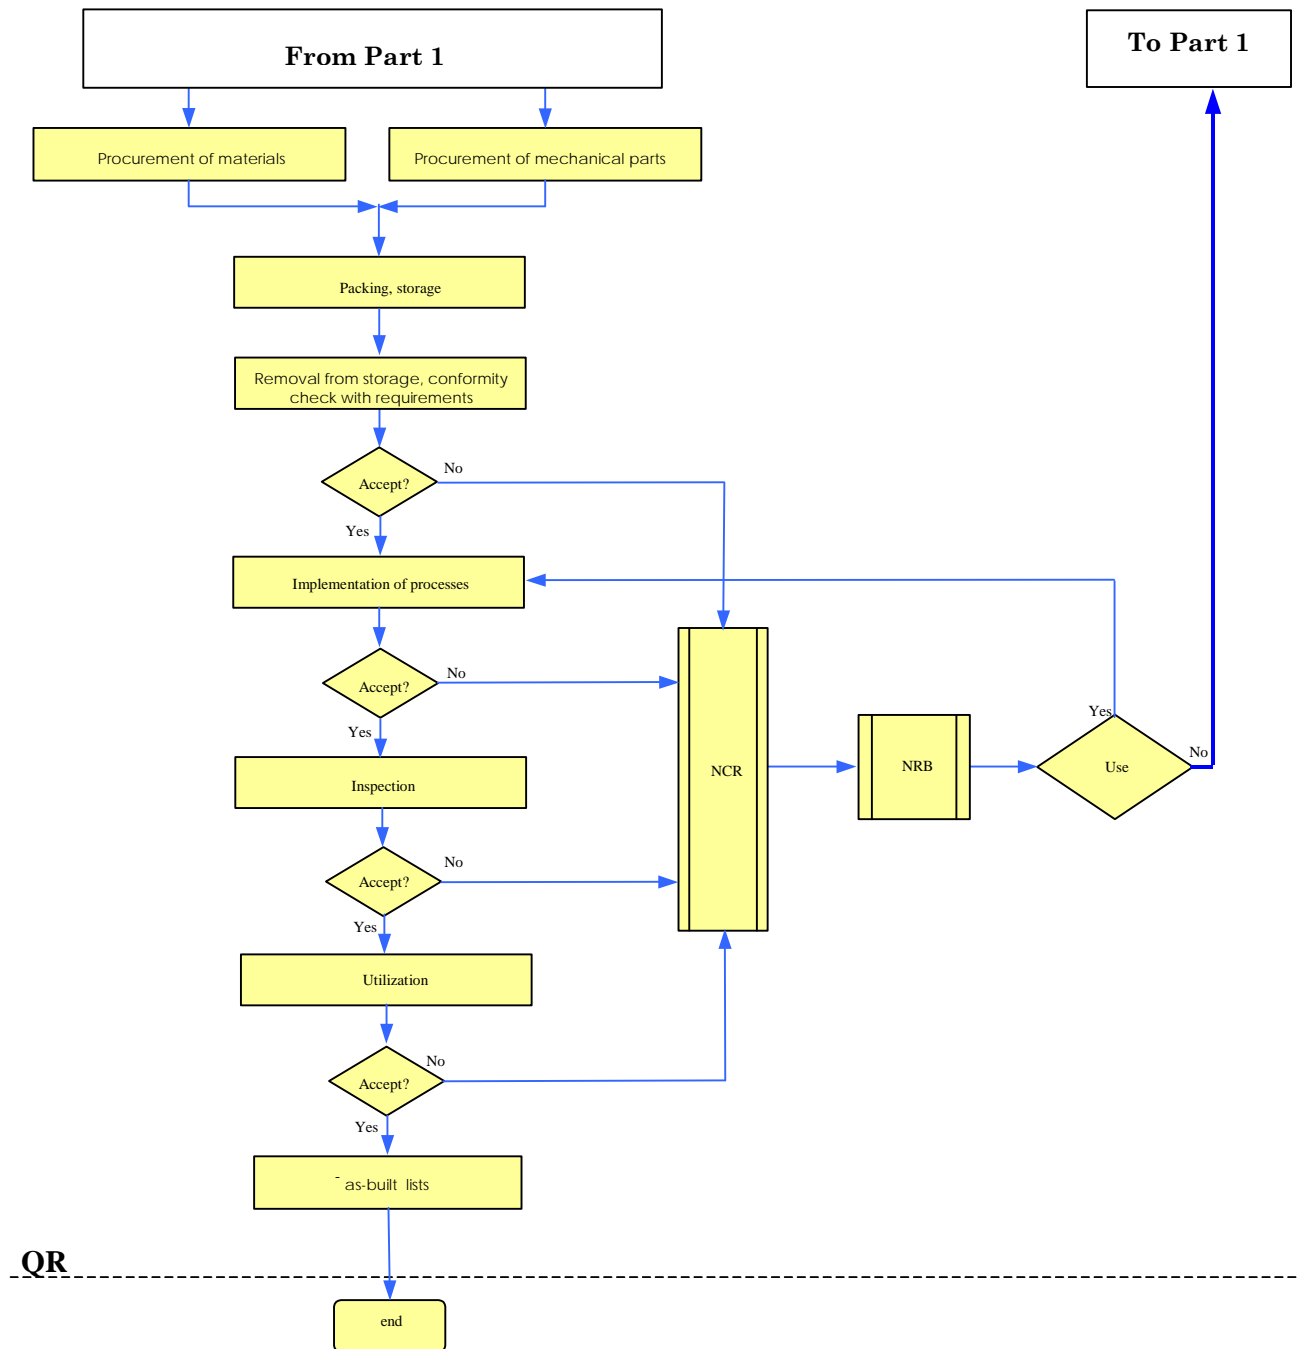 From Part 1
To Part 1
Procurement of materials
Procurement of mechanical parts
Packing, storage
Removal from storage, conformity
check with requirements
Accept?
No
Yes
Implementation of processes
Accept?
No
Yes
Inspection
Accept?
No
Yes
Utilization
Accept?
No
Yes
NCR
NRB
Use
Yes
No
- as-built lists
QR
end